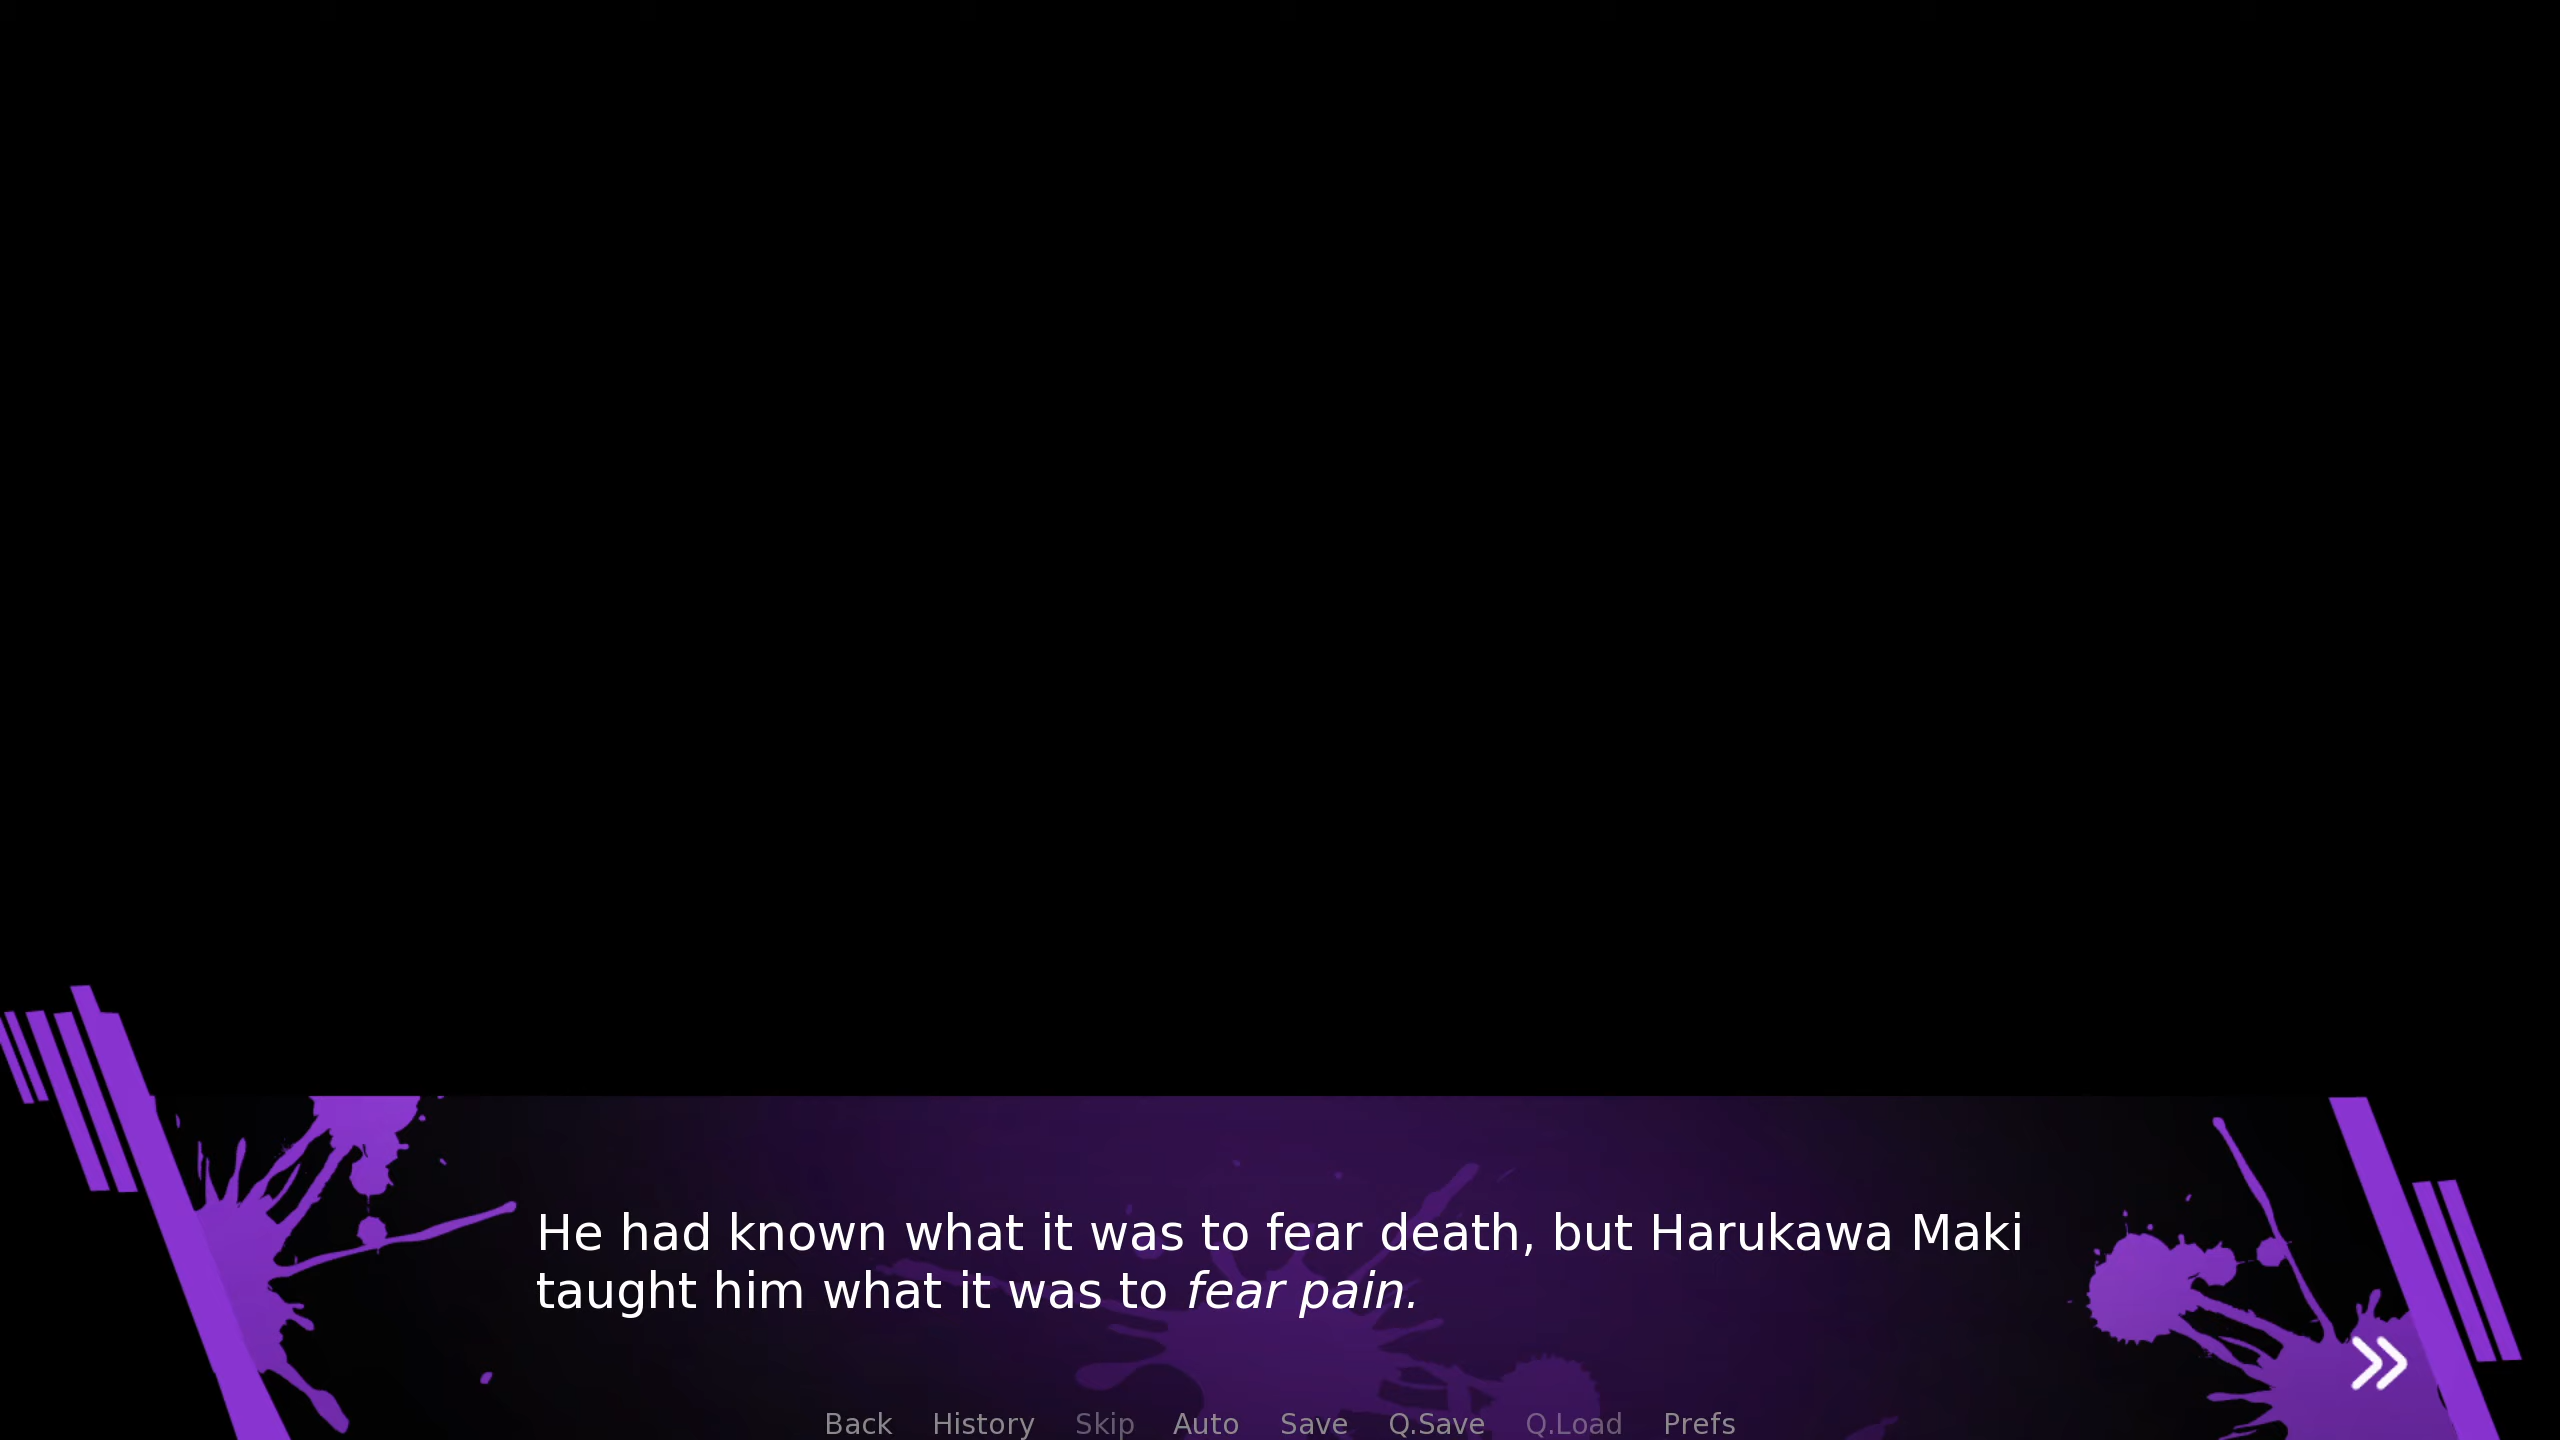 He had known what it was to fear death, but Harukawa Maki
taught him what it was to fear pain.
Back History Skip Auto Save Q.Save Q.Load Prefs